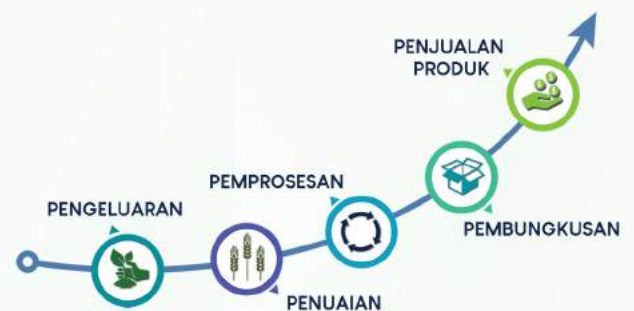 PENGELUARAN
PENUAIAN
PEMPROSESAN
PEMBUNGKUSAN
PENJUALAN
PRODUK